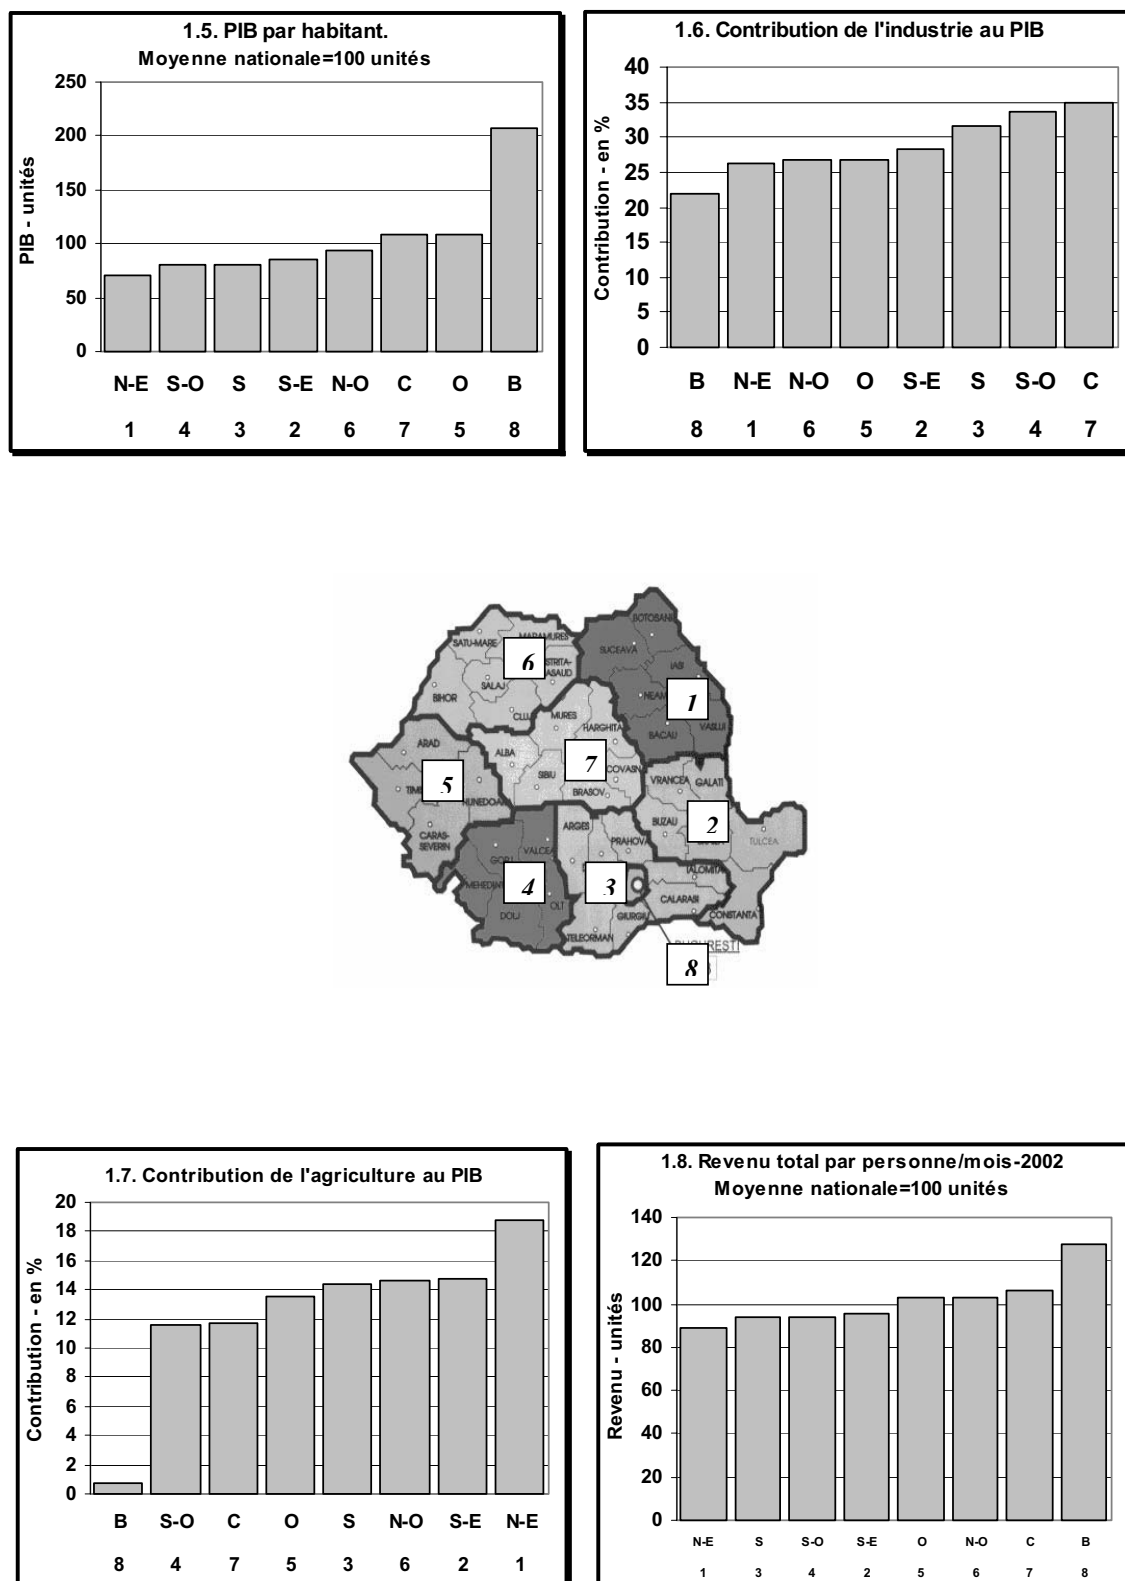 1.5. PIB par habitant.
Moyenne nationale=100 unités
PIB - unités
250
200
150
100
50
0
N-E S-O S S-E N-O C O B
1 4 3 2 6 7 5 8
1.6. Contribution de l'industrie au PIB
Contribution - en %
40
35
30
25
20
15
10
5
0
B N-E N-O O S-E S S-O C
8 1 6 5 2 3 4 7
BOTOSANI
SATU-MARE
MARAMURES
SUCEAVA
6
IASI
SALAJ
BIHOR
NEAM
1
CLUJ
MURES
HARGHITA
BACAU
VASLUI
ARAD
ALBA
7
COVASN
VRANCEA
GALATI
5
SIBIU
TIM
HUNEDOARA
BRASOV
2
CARAS-
SEVERIN
ARGES
BUZAU
PRAHOVA
TULCEA
VALCEA
GORJ
IALOMITA
MEHEDINT
4
3
OLT
CALARASI
DOLJ
GIURGIU
CONSTANTA
TELEORMAN
BUCURESTI
8
1.7. Contribution de l'agriculture au PIB
Contribution - en %
20
18
16
14
12
10
8
6
4
2
0
B S-O C O S N-O S-E N-E
8 4 7 5 3 6 2 1
1.8. Revenu total par personne/mois-2002
Moyenne nationale=100 unités
Revenu - unités
140
120
100
80
60
40
20
0
N-E S S-O S-E O N-O C B
1 3 4 2 5 6 7 8